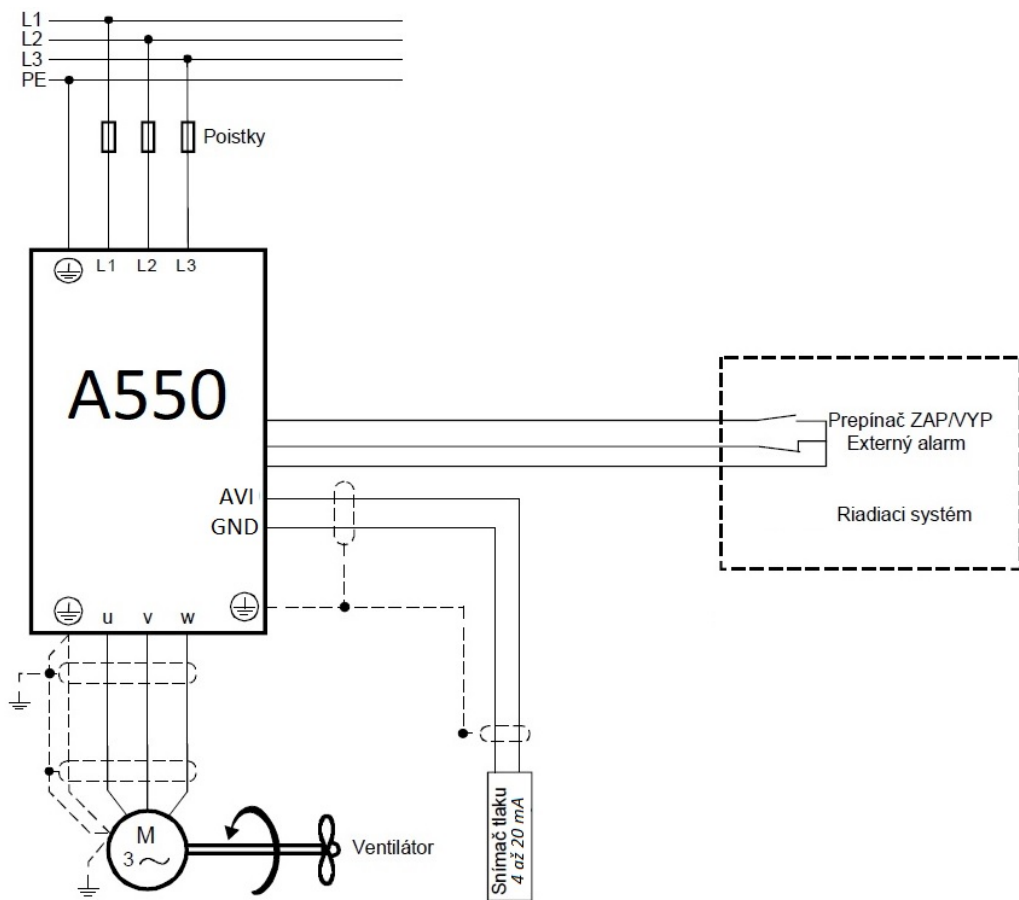 L1
L2
L3
PE
Poistky
L1 L2 L3
A550
Prepínač ZAP/VYP
Externý alarm
AVI
GND
Riadiaci systém
u v w
M
3
Ventilátor
Snímač tlaku
4 až 20 mA